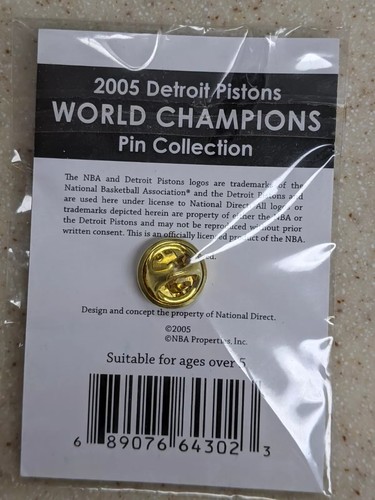 2005 Detroit Pistons
WORLD CHAMPIONS
Pin Collection
The NBA and Detroit Pistons logos are trademarks of the
National Basketball Association® and the Detroit Pistons and
are used here under license to National Direct. All logos or
trademarks depicted herein are property of either the NBA or
the Detroit Pistons and may not be reproduced without prior
written consent. This is an officially licensed product of the NBA.
Design and concept the property of National Direct.
©2005
©NBA Properties, Inc.
Suitable for ages over 5
6 89076 64302 3